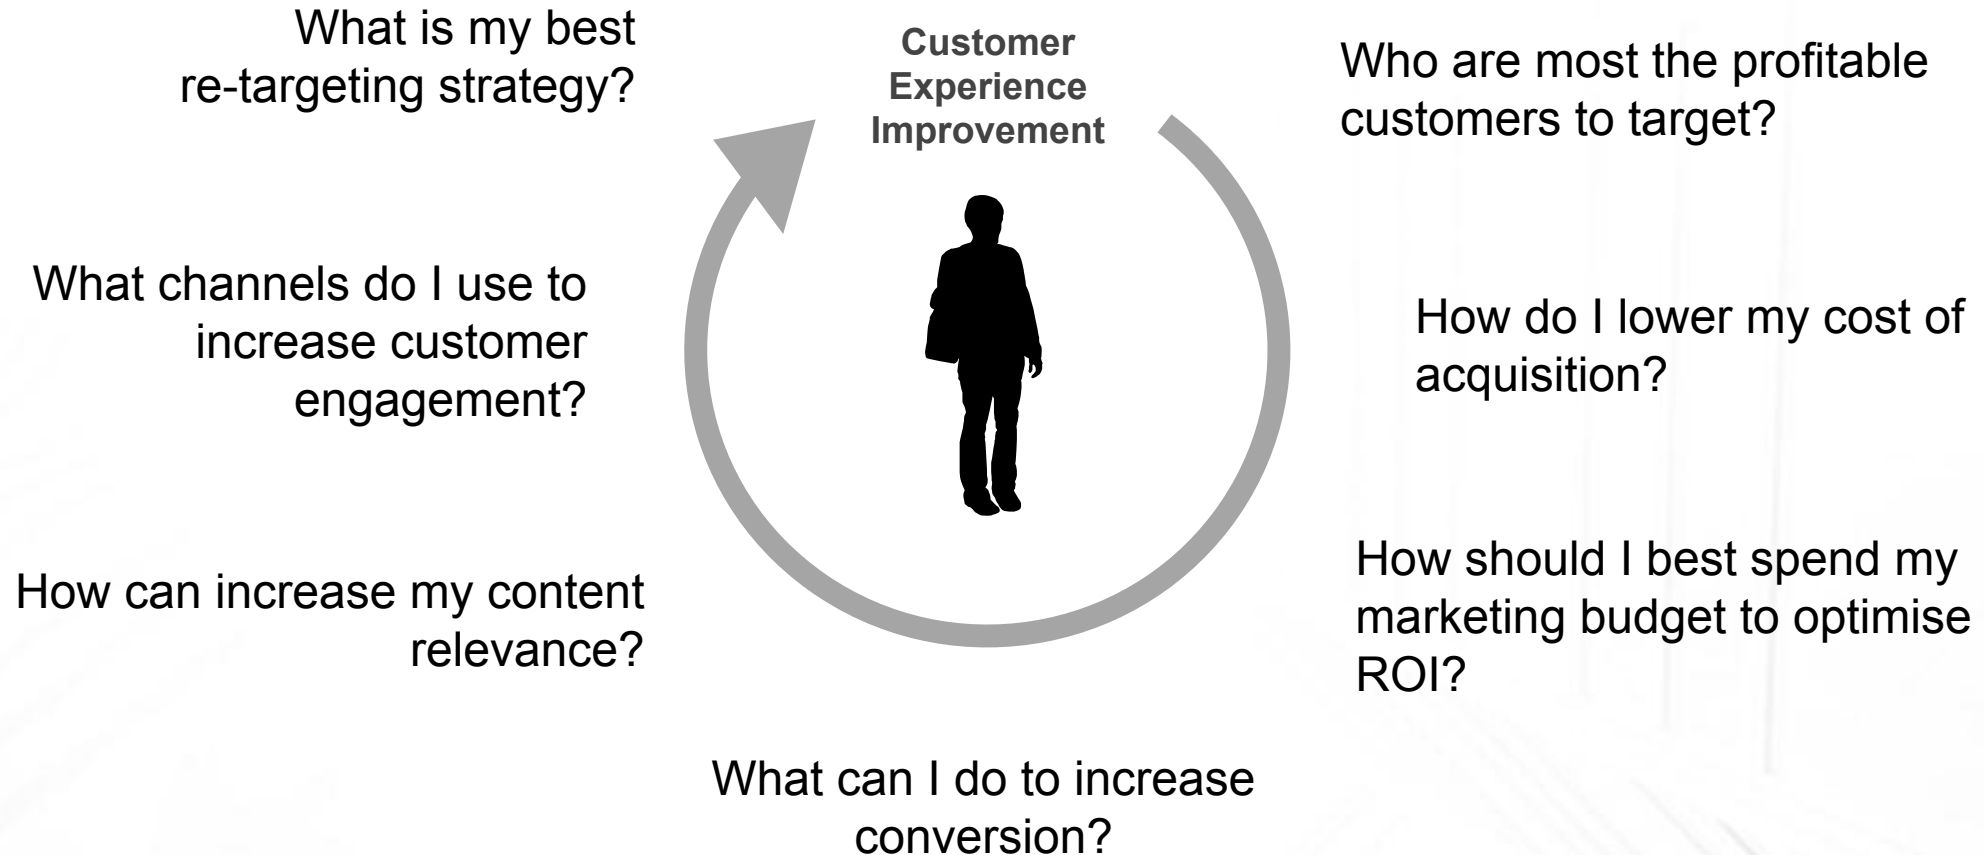 What is my best
re-targeting strategy?
Customer
Experience
Improvement
Who are most the profitable
customers to target?
What channels do I use to
increase customer
engagement?
How do I lower my cost of
acquisition?
How can increase my content
relevance?
How should I best spend my
marketing budget to optimise
ROI?
What can I do to increase
conversion?